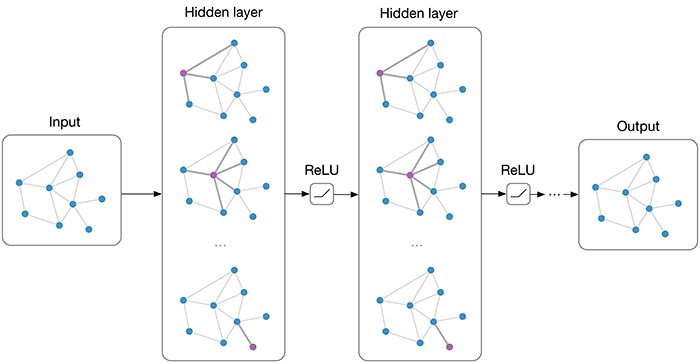 Hidden layer
Hidden layer
Input
ReLU
ReLU
Output
...
...
...